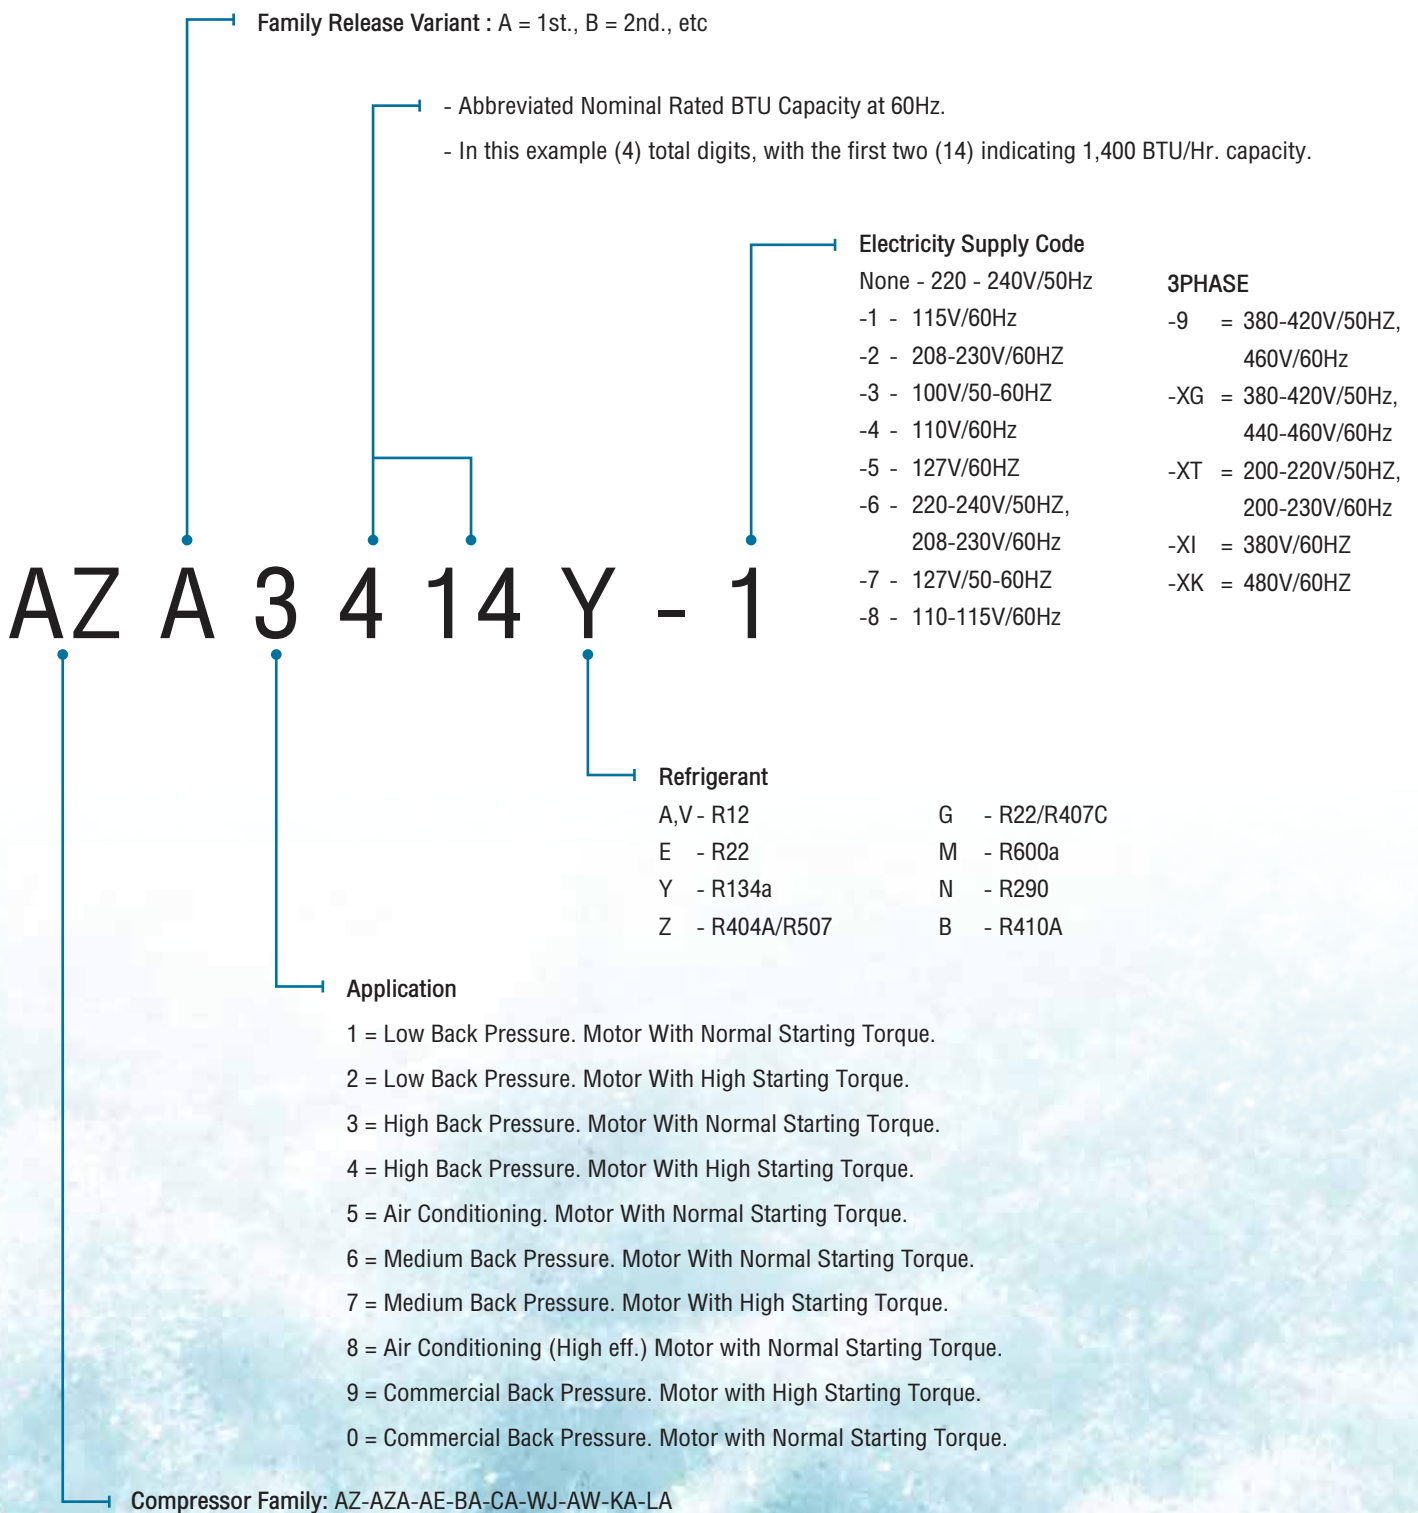 Family Release Variant : A = 1st., B = 2nd., etc
- Abbreviated Nominal Rated BTU Capacity at 60Hz.
- In this example (4) total digits, with the first two (14) indicating 1,400 BTU/Hr. capacity.
Electricity Supply Code
None - 220 - 240V/50Hz
-1 - 115V/60Hz
-2 - 208-230V/60HZ
-3 - 100V/50-60HZ
-4 - 110V/60Hz
-5 - 127V/60HZ
-6 - 220-240V/50HZ,
208-230V/60Hz
-7 - 127V/50-60HZ
-8 - 110-115V/60Hz
3PHASE
-9 = 380-420V/50HZ,
460V/60Hz
-XG = 380-420V/50Hz,
440-460V/60Hz
-XT = 200-220V/50HZ,
200-230V/60Hz
-XI = 380V/60HZ
-XK = 480V/60HZ
AZ A 3 4 14 Y - 1
Refrigerant
A,V - R12
E - R22
Y - R134a
Z - R404A/R507
G - R22/R407C
M - R600a
N - R290
B - R410A
Application
1 = Low Back Pressure. Motor With Normal Starting Torque.
2 = Low Back Pressure. Motor With High Starting Torque.
3 = High Back Pressure. Motor With Normal Starting Torque.
4 = High Back Pressure. Motor With High Starting Torque.
5 = Air Conditioning. Motor With Normal Starting Torque.
6 = Medium Back Pressure. Motor With Normal Starting Torque.
7 = Medium Back Pressure. Motor With High Starting Torque.
8 = Air Conditioning (High eff.) Motor with Normal Starting Torque.
9 = Commercial Back Pressure. Motor with High Starting Torque.
0 = Commercial Back Pressure. Motor with Normal Starting Torque.
Compressor Family: AZ-AZA-AE-BA-CA-WJ-AW-KA-LA